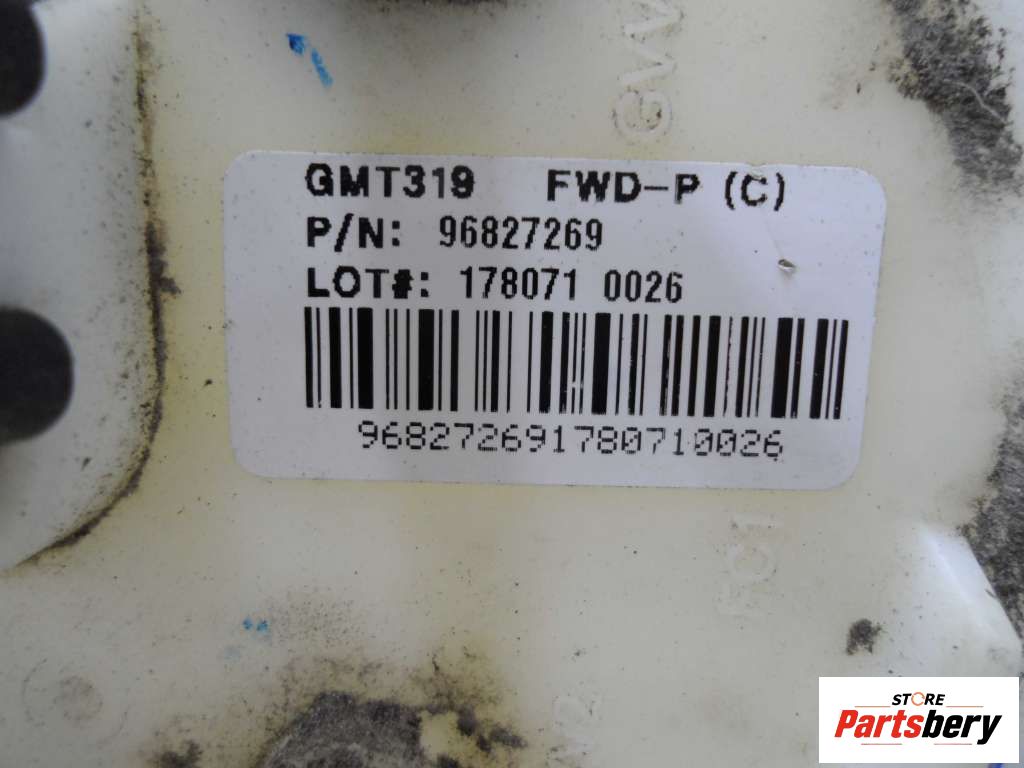 GMT319 FWD-P (C)
P/N: 96827269
LOT#: 178071 0026
968272691780710026
STORE
Partsbery